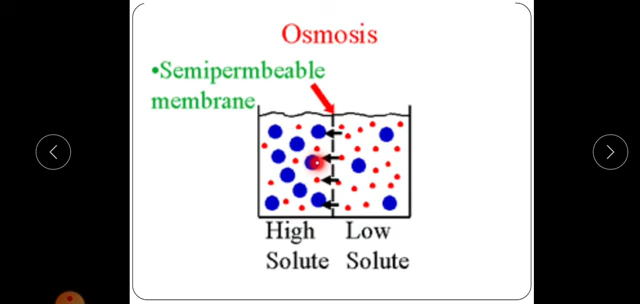 Osmosis
•Semipermbeable
membrane
High Low
Solute Solute